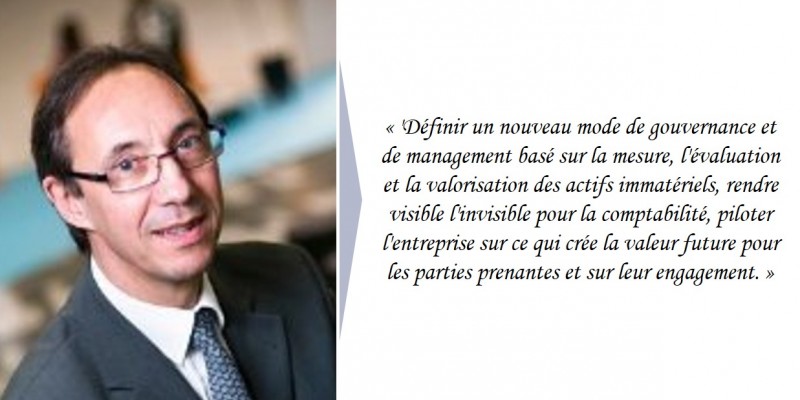 « Définir un nouveau mode de gouvernance et
de management basé sur la mesure, l'évaluation
et la valorisation des actifs immatériels, rendre
visible l'invisible pour la comptabilité, piloter
l'entreprise sur ce qui crée la valeur future pour
les parties prenantes et sur leur engagement. »